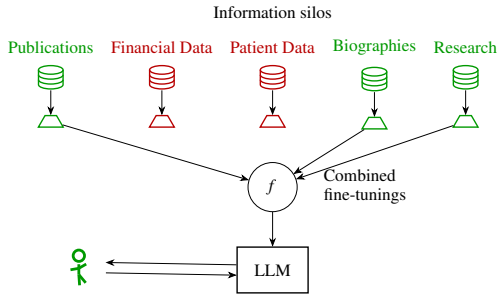 Information silos
Publications Financial Data Patient Data Biographies Research
f
Combined
fine-tunings
LLM